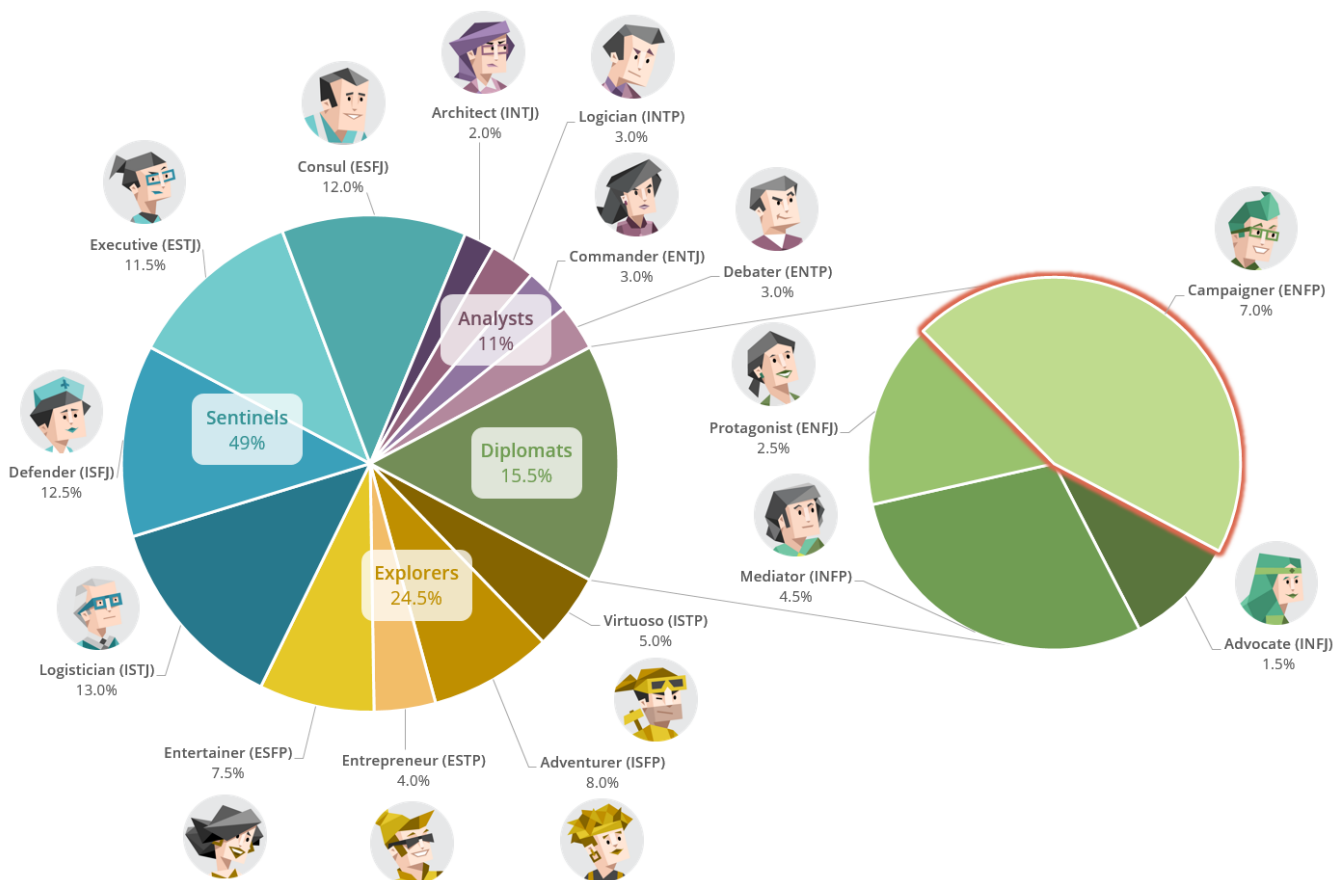 Architect (INTJ)
2.0%
Logician (INTP)
3.0%
Consul (ESFJ)
12.0%
Executive (ESTJ)
11.5%
Commander (ENTJ)
3.0%
Debater (ENTP)
3.0%
Campaigner (ENFP)
7.0%
Analysts
11%
Sentinels
49%
Diplomats
15.5%
Protagonist (ENFJ)
2.5%
Defender (ISFJ)
12.5%
Explorers
24.5%
Mediator (INFP)
4.5%
Virtuoso (ISTP)
5.0%
Advocate (INFJ)
1.5%
Logistician (ISTJ)
13.0%
Entertainer (ESFP)
7.5%
Entrepreneur (ESTP)
4.0%
Adventurer (ISFP)
8.0%